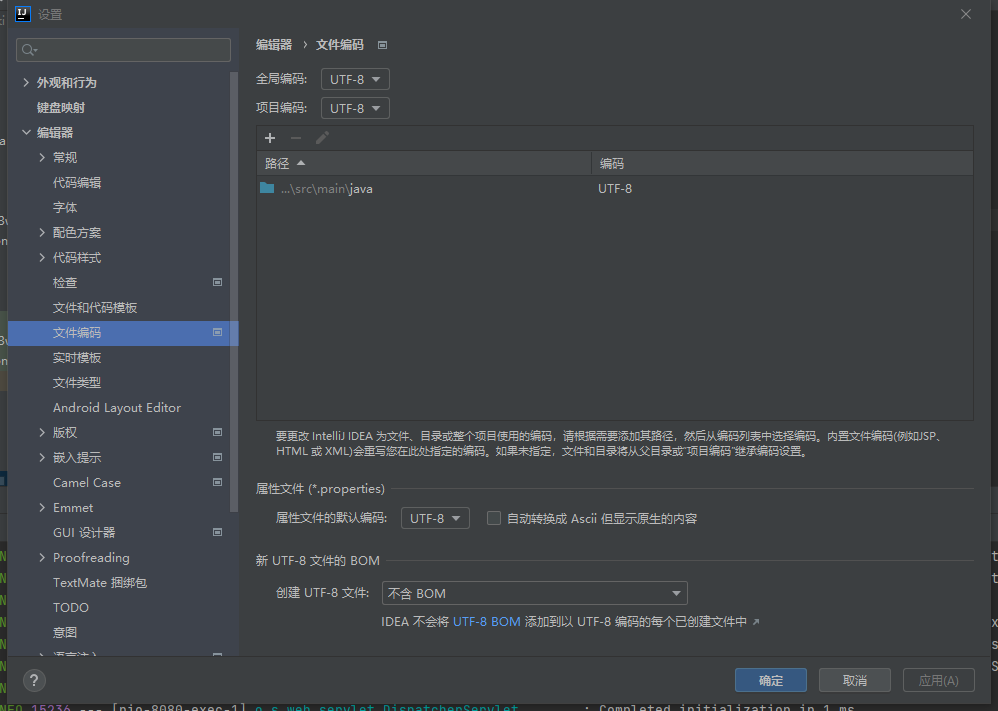 设置
外观和行为
键盘映射
编辑器
常规
代码编辑
字体
配色方案
代码样式
检查
文件和代码模板
文件编码
实时模板
文件类型
Android Layout Editor
版权
嵌入提示
Camel Case
Emmet
GUI 设计器
Proofreading
TextMate 捆绑包
TODO
意图
编辑器 › 文件编码
全局编码: UTF-8
项目编码: UTF-8
路径 编码
...\src\main\java UTF-8
要更改 IntelliJ IDEA 为文件、目录或整个项目使用的编码，请根据需要添加其路径，然后从编码列表中选择编码。内置文件编码(例如JSP、
HTML 或 XML)会重写您在此处指定的编码。如果未指定，文件和目录将从父目录或"项目编码"继承编码设置。
属性文件 (*.properties)
属性文件的默认编码: UTF-8 自动转换成 Ascii 但显示原生的内容
新 UTF-8 文件的 BOM
创建 UTF-8 文件: 不含 BOM
IDEA 不会将 UTF-8 BOM 添加到以 UTF-8 编码的每个已创建文件中 ↗
? 确定 取消 应用(A)
NFO 15236 --- [nio-8080-exec-1] o.s.web.servlet.DispatcherServlet : Completed initialization in 1 ms